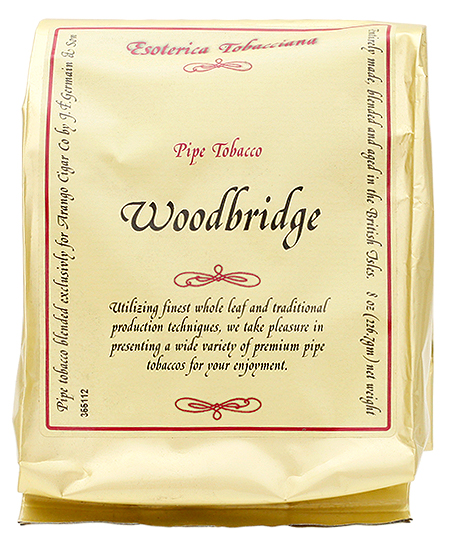 Esoterica Tobacciana
Pipe Tobacco
Woodbridge
Utilizing finest whole leaf and traditional
production techniques, we take pleasure in
presenting a wide variety of premium pipe
tobaccos for your enjoyment.
Pipe tobacco blended exclusivly for Arango Cigar Co by J.F. Germain & Son
366112
entirely made, blended and aged in the British Isles. 8 oz (226.7gm) net weight